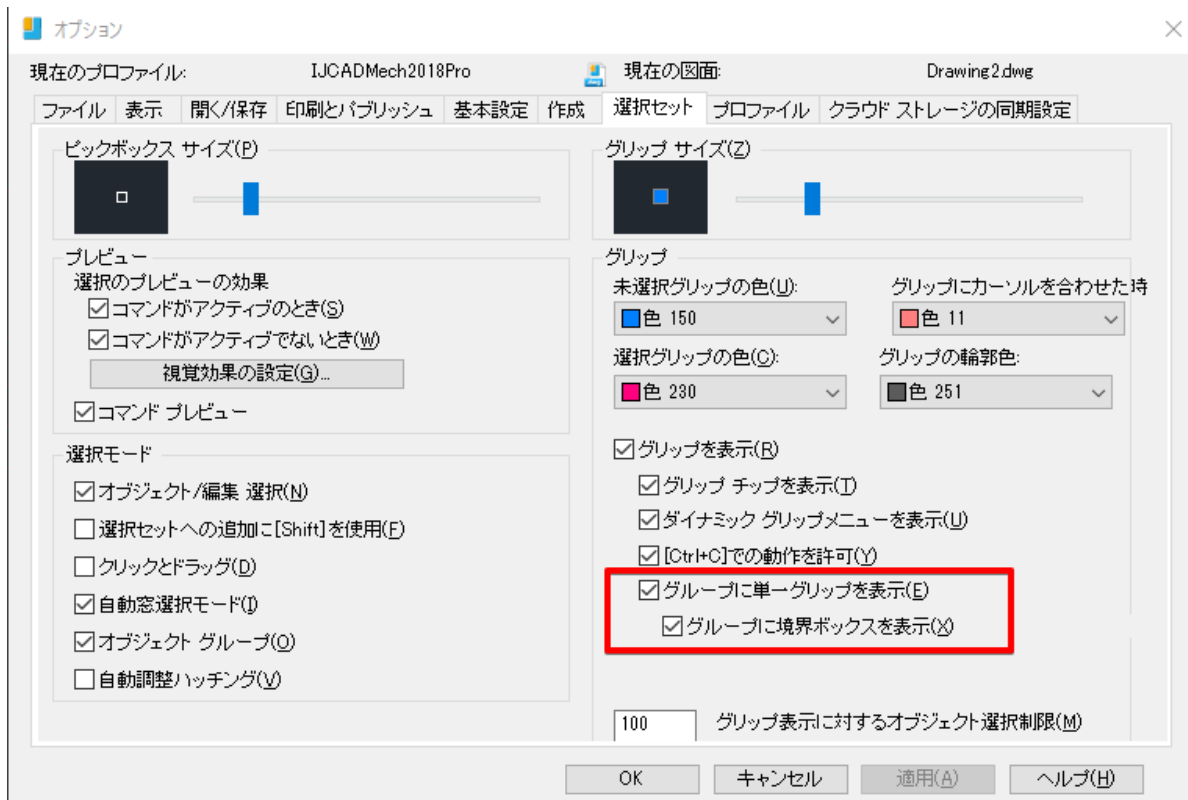 オプション
現在のプロファイル: IJCADMech2018Pro 現在の図面: Drawing2.dwg
ファイル 表示 開く/保存 印刷とパブリッシュ 基本設定 作成 選択セット プロファイル クラウド ストレージの同期設定
ピックボックス サイズ(P)
プレビュー
選択のプレビューの効果
コマンドがアクティブのとき(S)
コマンドがアクティブでないとき(W)
視覚効果の設定(G)...
コマンド プレビュー
選択モード
オブジェクト/編集 選択(N)
選択セットへの追加に[Shift]を使用(F)
クリックとドラッグ(D)
自動窓選択モード(I)
オブジェクト グループ(O)
自動調整ハッチング(V)
グリップ サイズ(Z)
グリップ
未選択グリップの色(U): グリップにカーソルを合わせた時
色 150 色 11
選択グリップの色(C): グリップの輪郭色:
色 230 色 251
グリップを表示(R)
グリップ チップを表示(T)
ダイナミック グリップメニューを表示(U)
[Ctrl+C]での動作を許可(Y)
グループに単一グリップを表示(E)
グループに境界ボックスを表示(X)
100 グリップ表示に対するオブジェクト選択制限(M)
OK キャンセル 適用(A) ヘルプ(H)